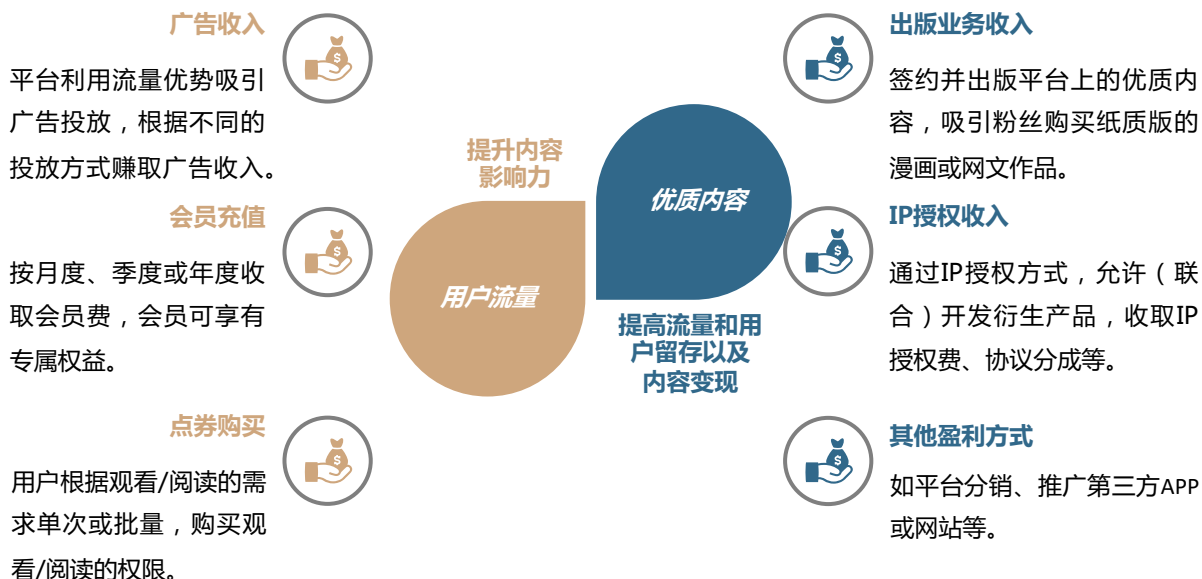 广告收入
平台利用流量优势吸引
广告投放，根据不同的
投放方式赚取广告收入。
会员充值
按月度、季度或年度收
取会员费，会员可享有
专属权益。
点券购买
用户根据观看/阅读的需
求单次或批量，购买观
看/阅读的权限。
提升内容
影响力
用户流量
优质内容
提高流量和用
户留存以及
内容变现
出版业务收入
签约并出版平台上的优质内
容，吸引粉丝购买纸质版的
漫画或网文作品。
IP授权收入
通过IP授权方式，允许（联
合）开发衍生产品，收取IP
授权费、协议分成等。
其他盈利方式
如平台分销、推广第三方APP
或网站等。